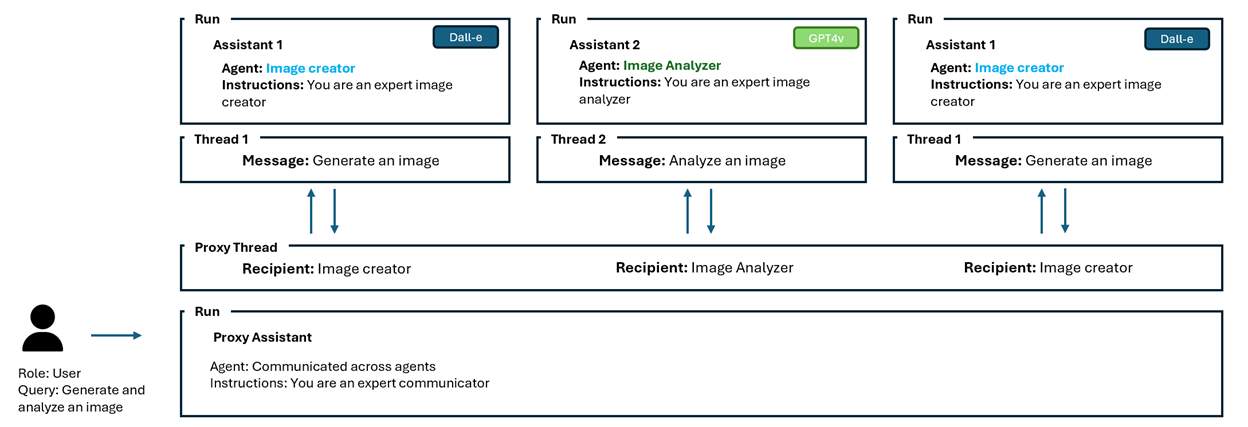 Run
Dall-e
Assistant 1
Agent: Image creator
Instructions: You are an expert image
creator
Thread 1
Message: Generate an image
Run
GPT4v
Assistant 2
Agent: Image Analyzer
Instructions: You are an expert image
analyzer
Thread 2
Message: Analyze an image
Run
Dall-e
Assistant 1
Agent: Image creator
Instructions: You are an expert image
creator
Thread 1
Message: Generate an image
Proxy Thread
Recipient: Image creator
Recipient: Image Analyzer
Recipient: Image creator
Run
Proxy Assistant
Agent: Communicated across agents
Instructions: You are an expert communicator
Role: User
Query: Generate and
analyze an image